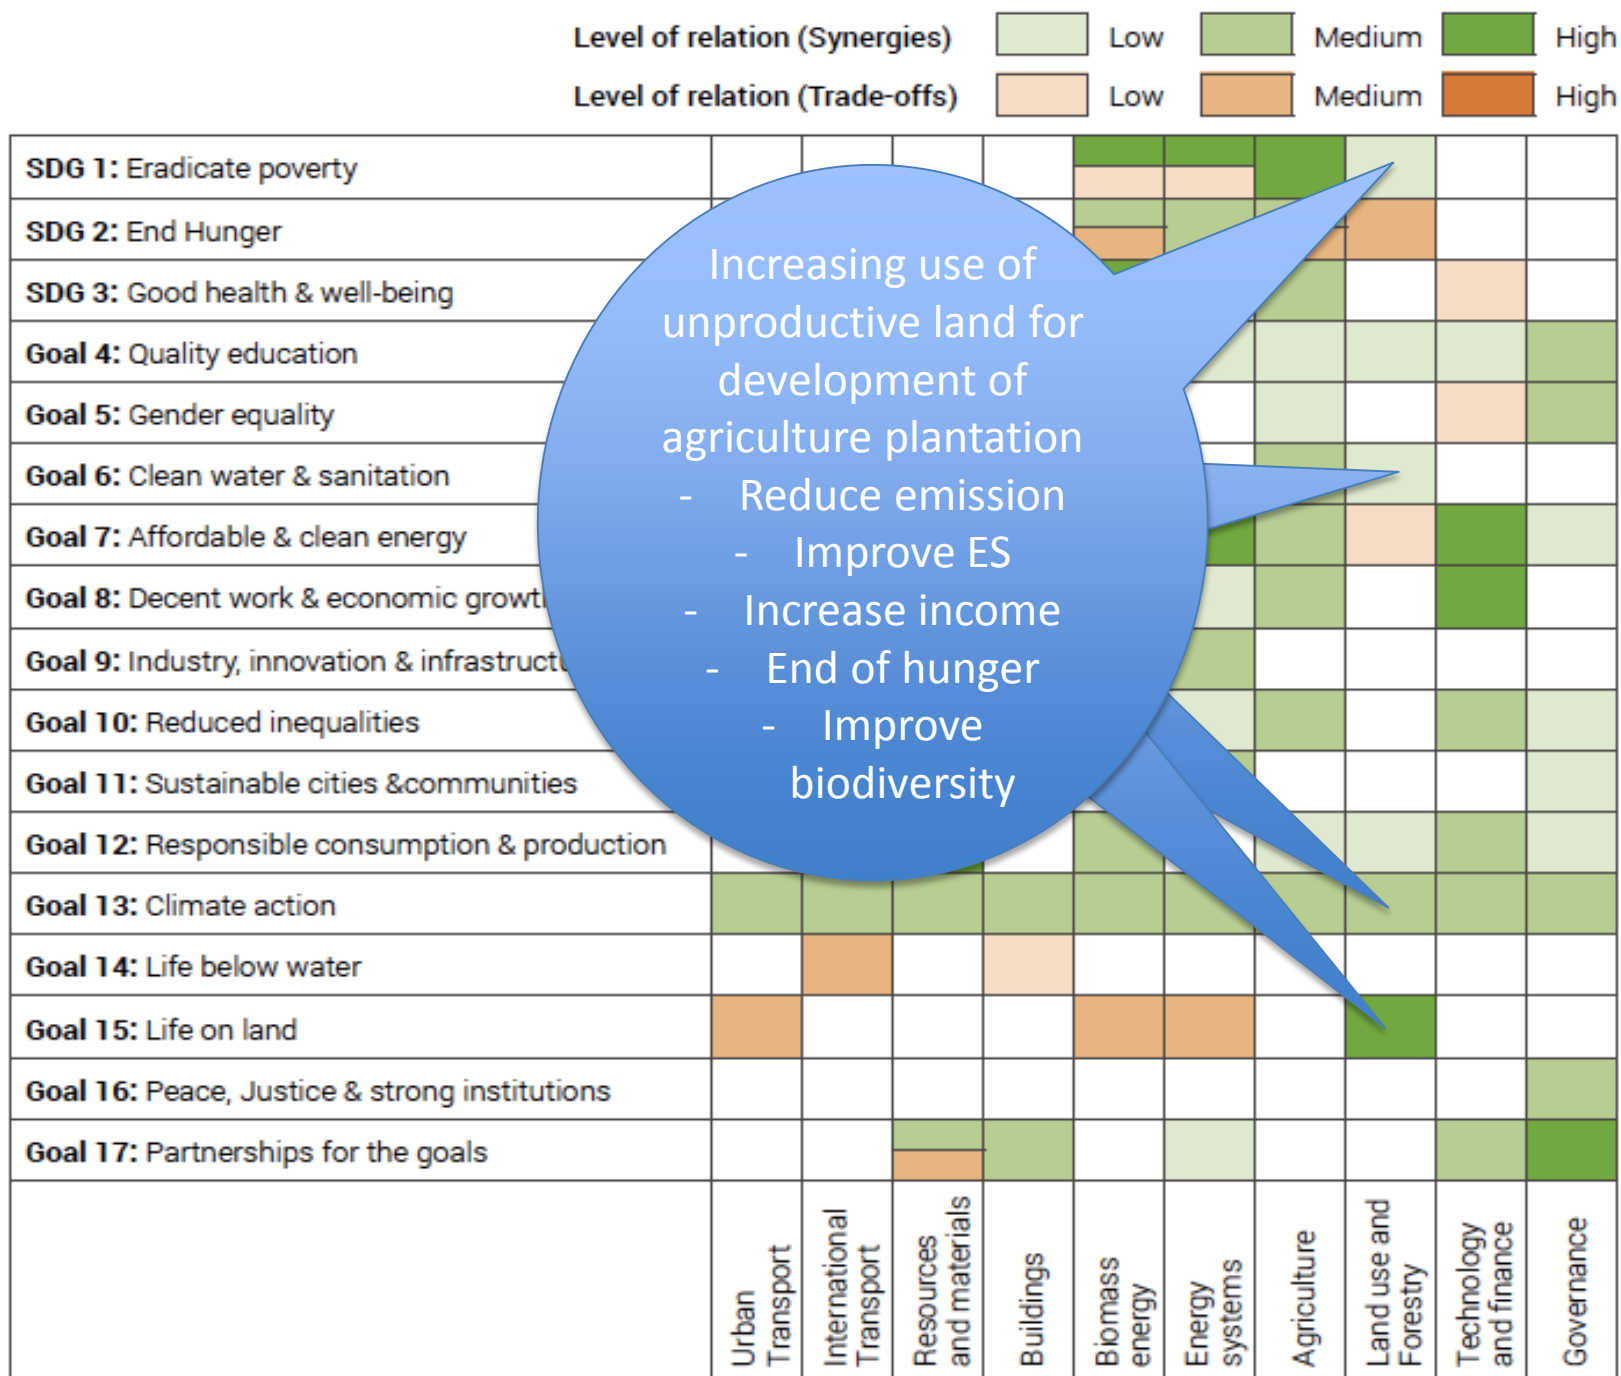 Level of relation (Synergies) Low Medium High
Level of relation (Trade-offs) Low Medium High
SDG 1: Eradicate poverty
SDG 2: End Hunger
SDG 3: Good health & well-being
Goal 4: Quality education
Goal 5: Gender equality
Goal 6: Clean water & sanitation
Goal 7: Affordable & clean energy
Goal 8: Decent work & economic
Goal 9: Industry, innovation &
Goal 10: Reduced inequalities
Goal 11: Sustainable cities &communities
Goal 12: Responsible consumption & production
Goal 13: Climate action
Goal 14: Life below water
Goal 15: Life on land
Goal 16: Peace, Justice & strong institutions
Goal 17: Partnerships for the goals
Increasing use of
unproductive land for
development of
agriculture plantation
- Reduce emission
- Improve ES
- Increase income
- End of hunger
- Improve
biodiversity
Urban
Transport
International
Transport
Resources
and materials
Buildings
Biomass
energy
Energy
systems
Agriculture
Land use and
Forestry
Technology
and finance
Governance